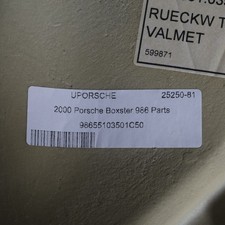 RUECKW T
VALMET
599871
UPORSCHE 25250-81
2000 Porsche Boxster 986 Parts
98655103501C50